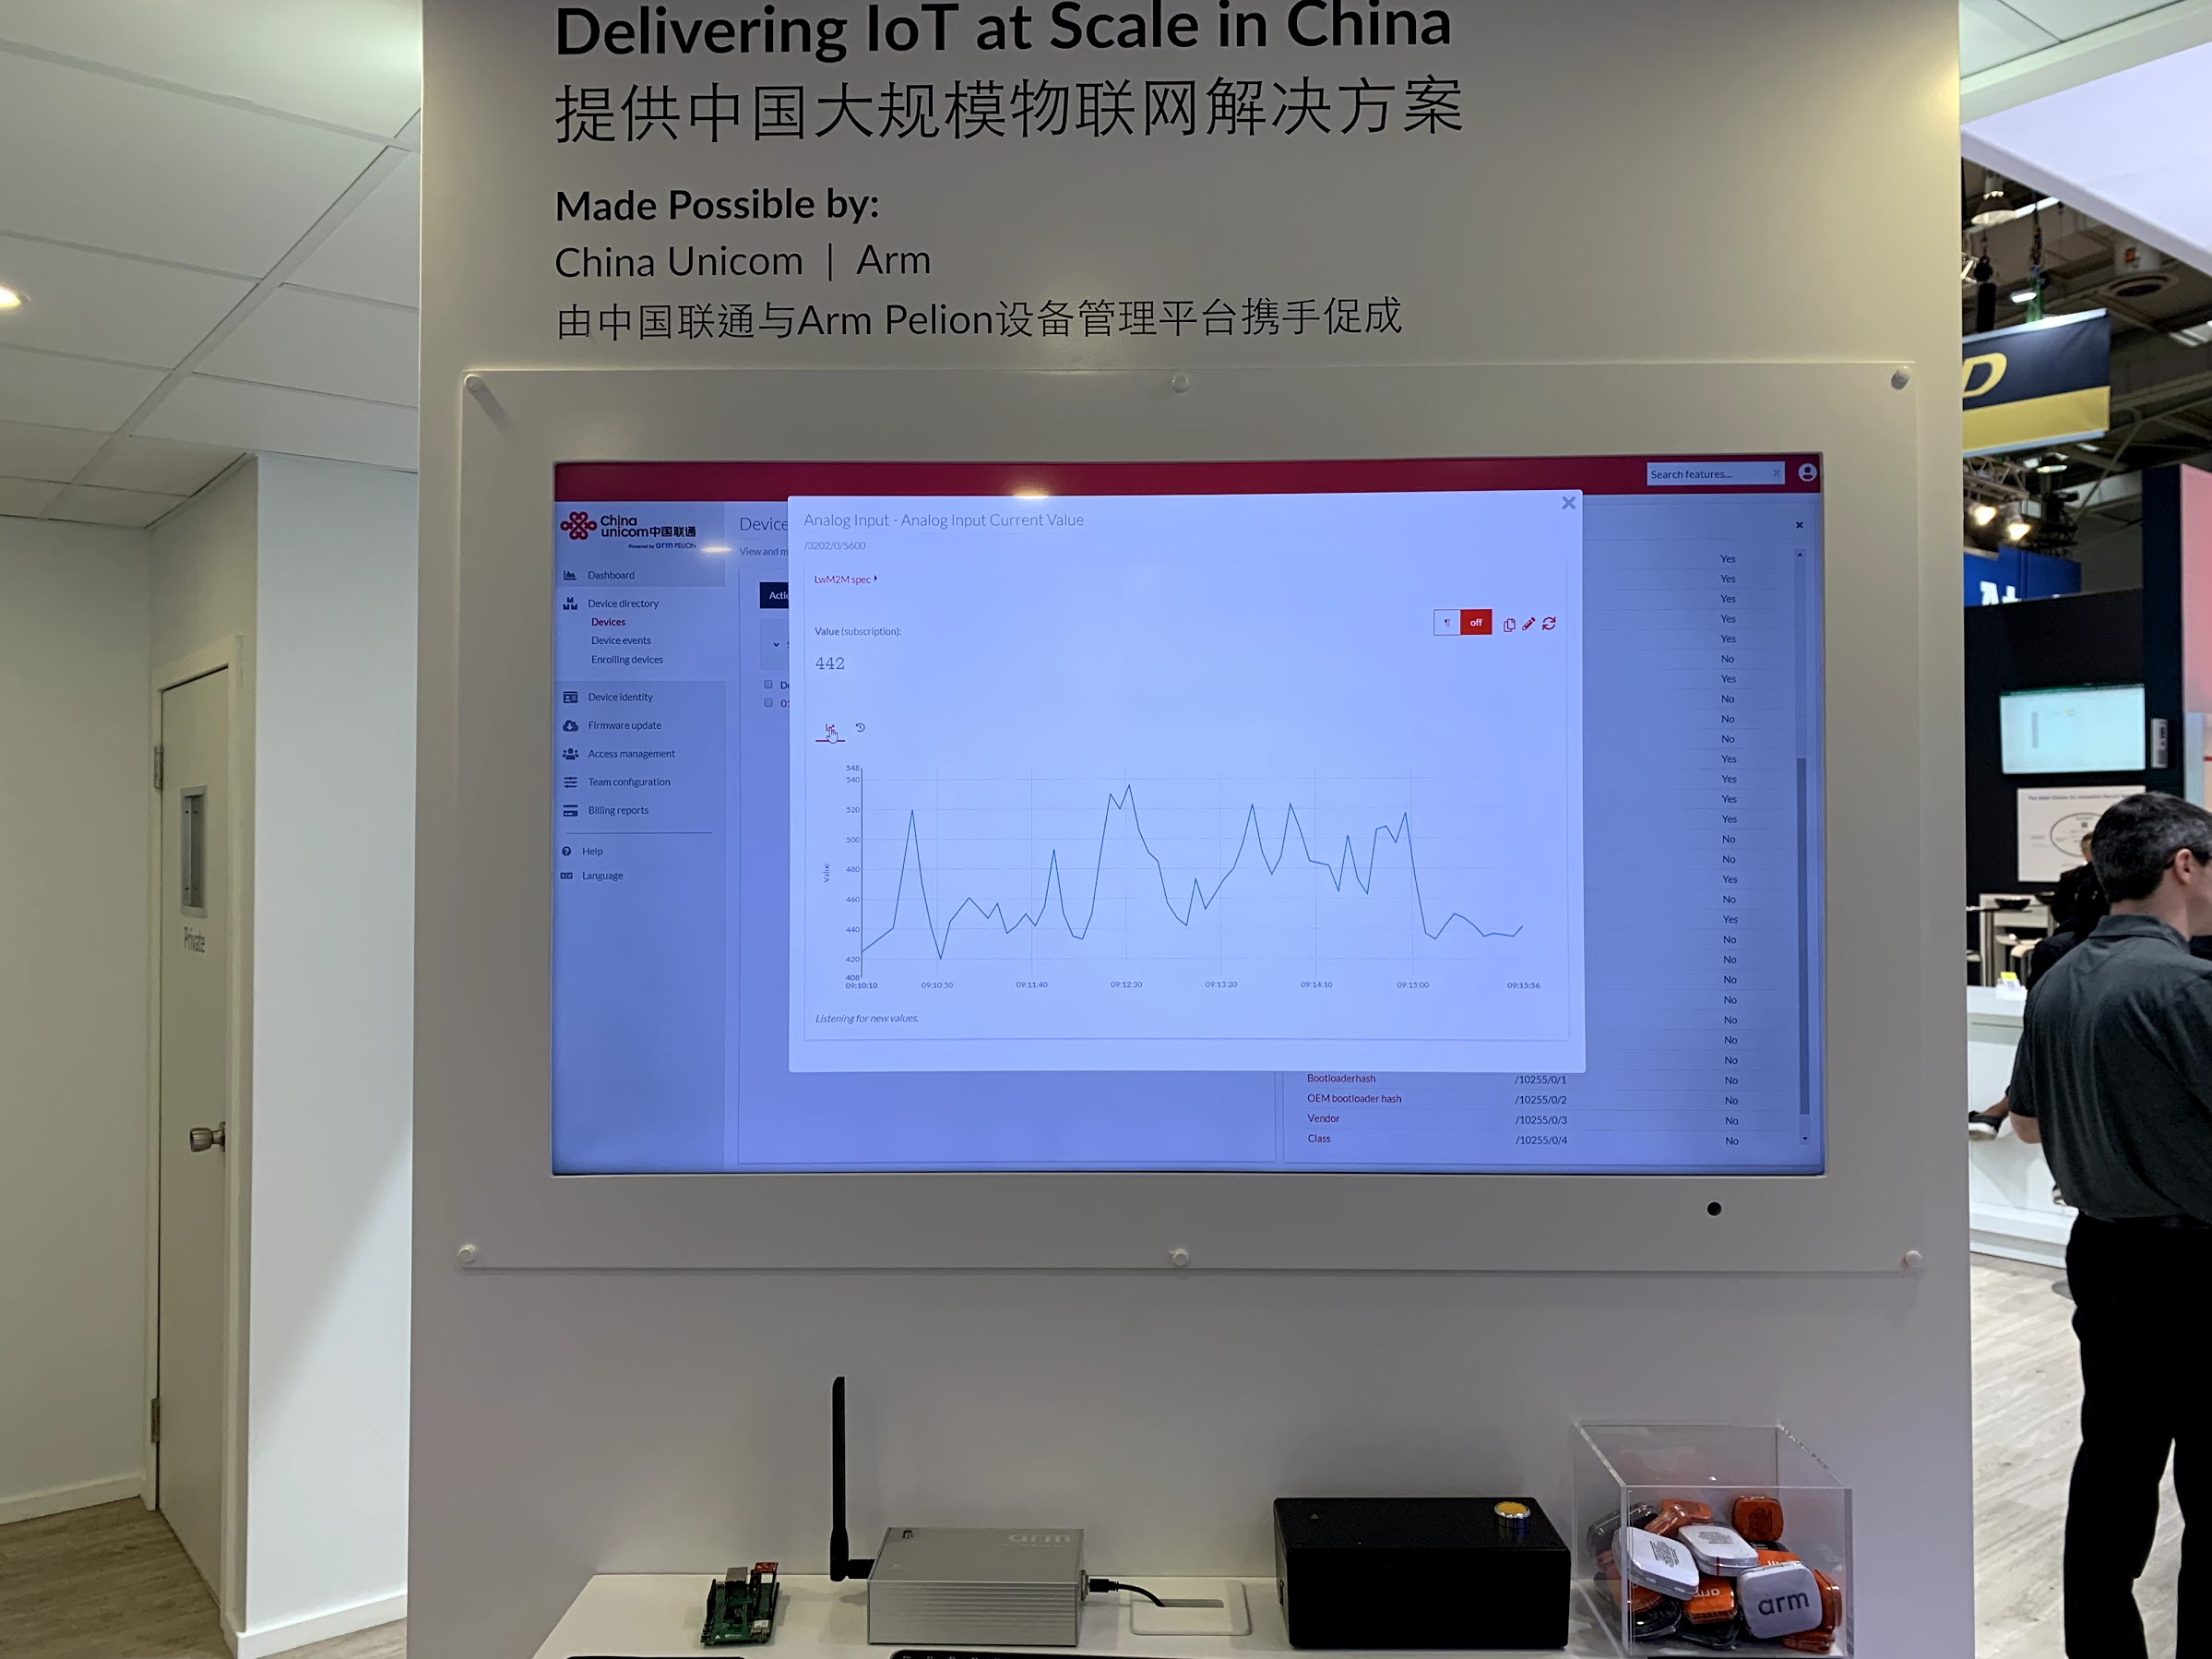 Delivering IoT at Scale in China
提供中国大规模物联网解决方案
Made Possible by:
China Unicom | Arm
由中国联通与Arm Pelion设备管理平台携手促成
Search features...
China
unicom中国联通
Powered by arm PELION
Dashboard
Device directory
Devices
Device events
Enrolling devices
Device identity
Firmware update
Access management
Team configuration
Billing reports
Help
Language
Device
View and m
Acti
Analog Input - Analog Input Current Value
/3202/0/5600
LwM2M spec
Value (subscription):
off
442
548
540
520
500
480
460
440
420
408
Value
09:10:10 09:10:50 09:11:40 09:12:30 09:13:20 09:14:10 09:15:00 09:15:56
Listening for new values.
Yes
Yes
Yes
Yes
Yes
No
Yes
No
No
No
Yes
Yes
Yes
Yes
No
No
Yes
No
Yes
No
No
No
No
No
No
No
Bootloaderhash /10255/0/1 No
OEM bootloader hash /10255/0/2 No
Vendor /10255/0/3 No
Class /10255/0/4 No
Private
arm
arm